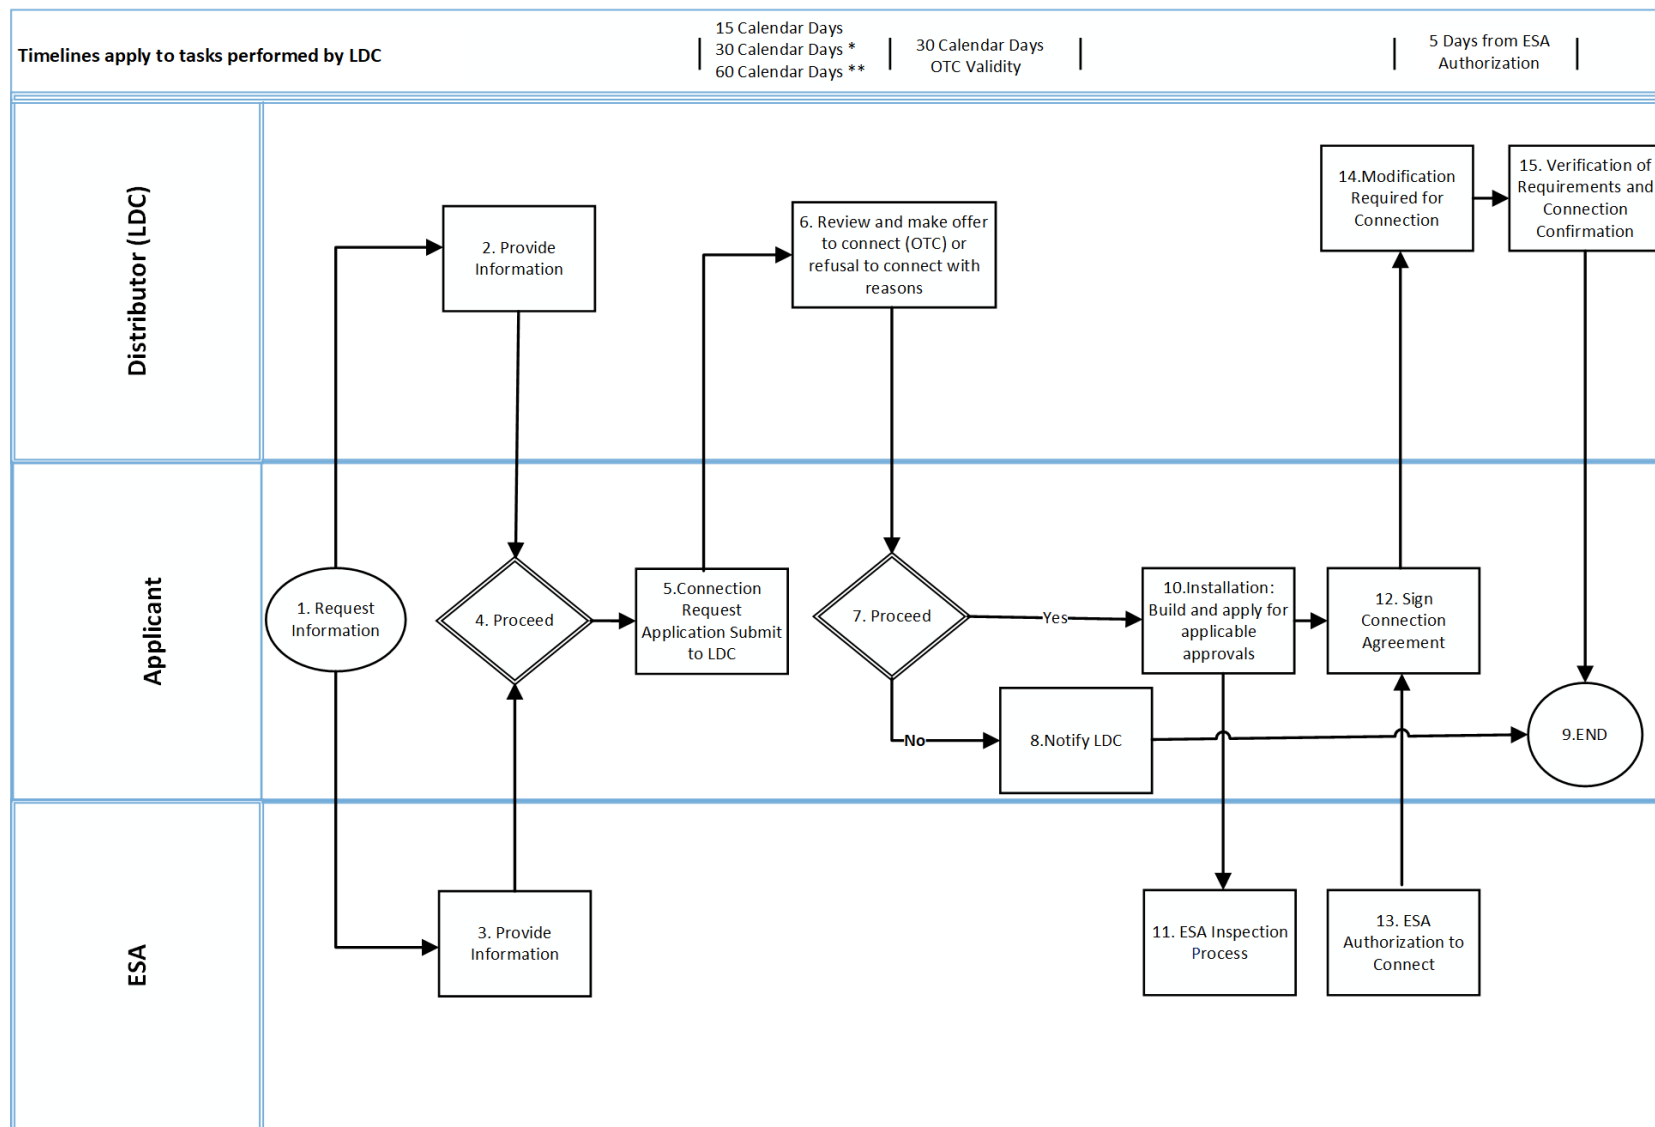 Timelines apply to tasks performed by LDC
15 Calendar Days
30 Calendar Days *
60 Calendar Days **
30 Calendar Days
OTC Validity
5 Days from ESA
Authorization
Distributor (LDC)
2. Provide
Information
6. Review and make offer
to connect (OTC) or
refusal to connect with
reasons
14.Modification
Required for
Connection
15. Verification of
Requirements and
Connection
Confirmation
Applicant
1. Request
Information
4. Proceed
5.Connection
Request
Application Submit
to LDC
7. Proceed
Yes
No
8.Notify LDC
10.Installation:
Build and apply for
applicable
approvals
12. Sign
Connection
Agreement
9.END
ESA
3. Provide
Information
11. ESA Inspection
Process
13. ESA
Authorization to
Connect